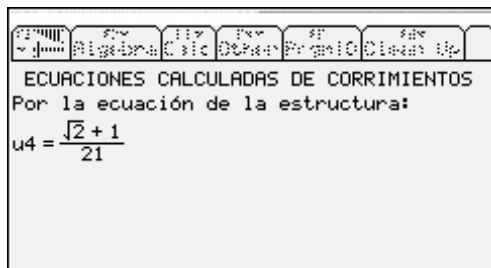 Algebra Calc Other PrgmIO Clean Up
ECUACIONES CALCULADAS DE CORRIMIENTOS
Por la ecuación de la estructura:
u4 = (√2 + 1)/21